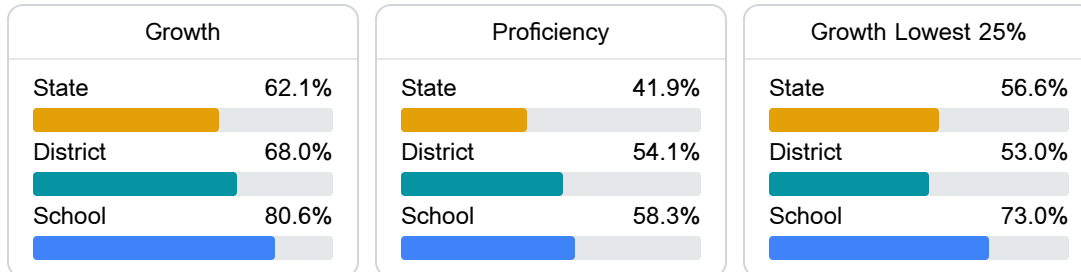 Growth
State 62.1%
District 68.0%
School 80.6%
Proficiency
State 41.9%
District 54.1%
School 58.3%
Growth Lowest 25%
State 56.6%
District 53.0%
School 73.0%